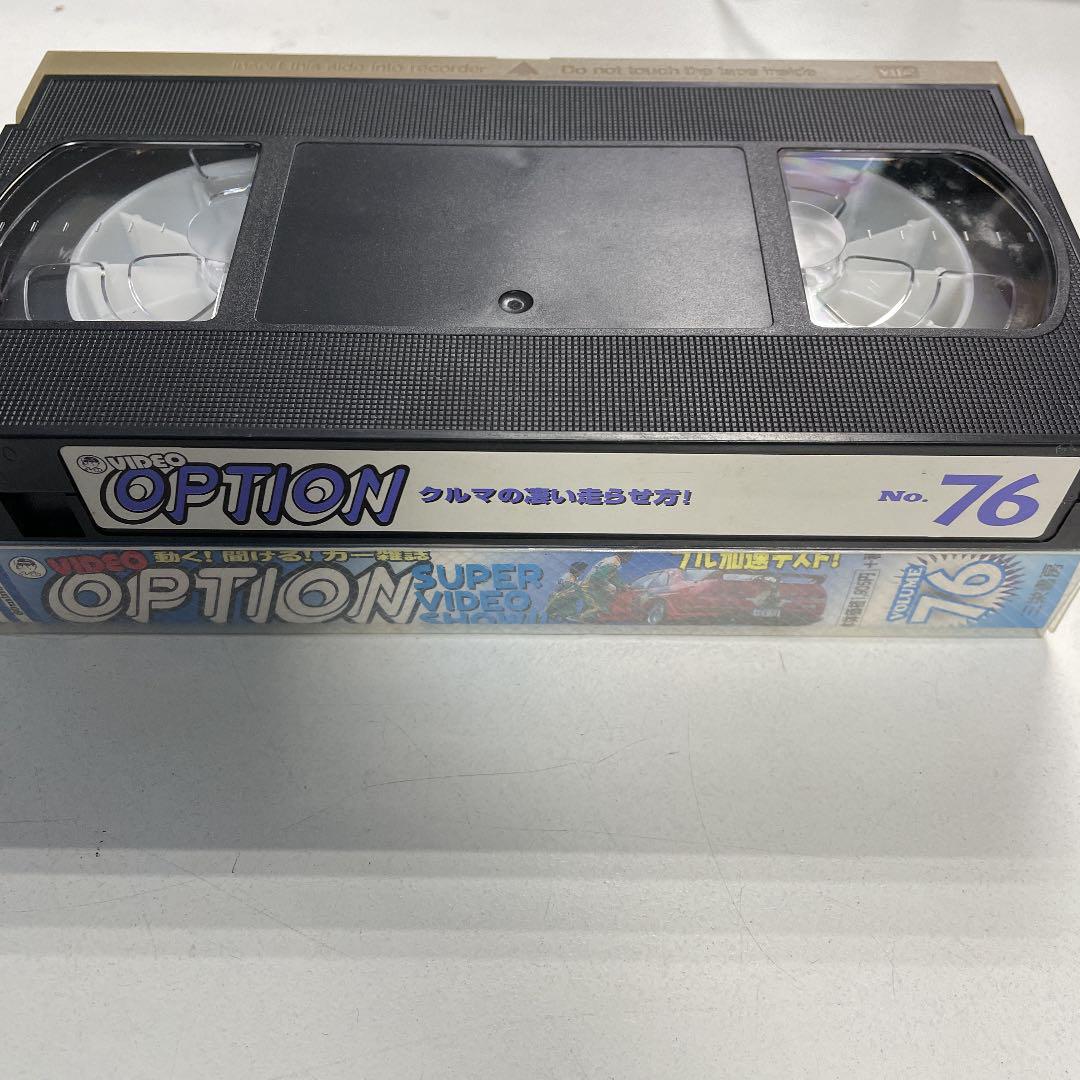 Insert this side into recorder ▲ Do not touch the tape inside VHS
VIDEO
OPTION クルマの凄い走らせ方! No. 76
VIDEO 動く! 聞ける! カー雑誌
OPTION
SUPER
VIDEO
SHOW!!
加速テスト!
VOLUME
76
三栄書房